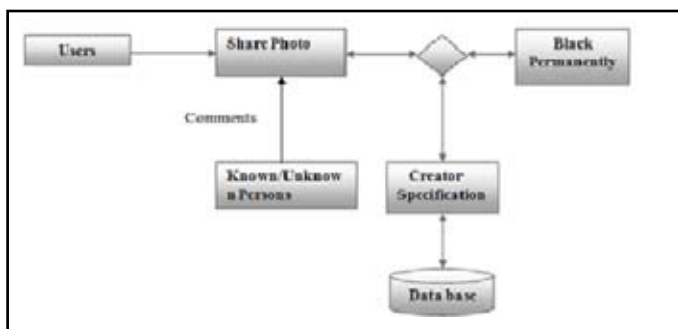 Users
Share Photo
Black
Permanently
Comments
Known/Unknow
n Persons
Creator
Specification
Data base